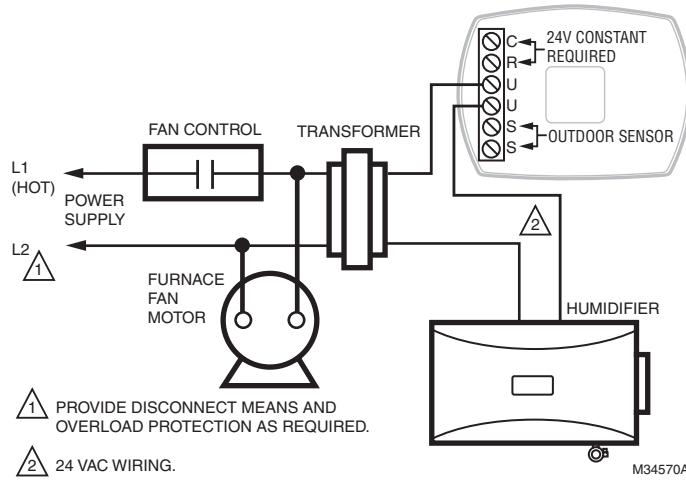 C
24V CONSTANT
R
REQUIRED
U
U
S
OUTDOOR SENSOR
S
FAN CONTROL
TRANSFORMER
L1
(HOT)
POWER
SUPPLY
L2
1
2
FURNACE
FAN
MOTOR
HUMIDIFIER
1 PROVIDE DISCONNECT MEANS AND
OVERLOAD PROTECTION AS REQUIRED.
2 24 VAC WIRING.
M34570A